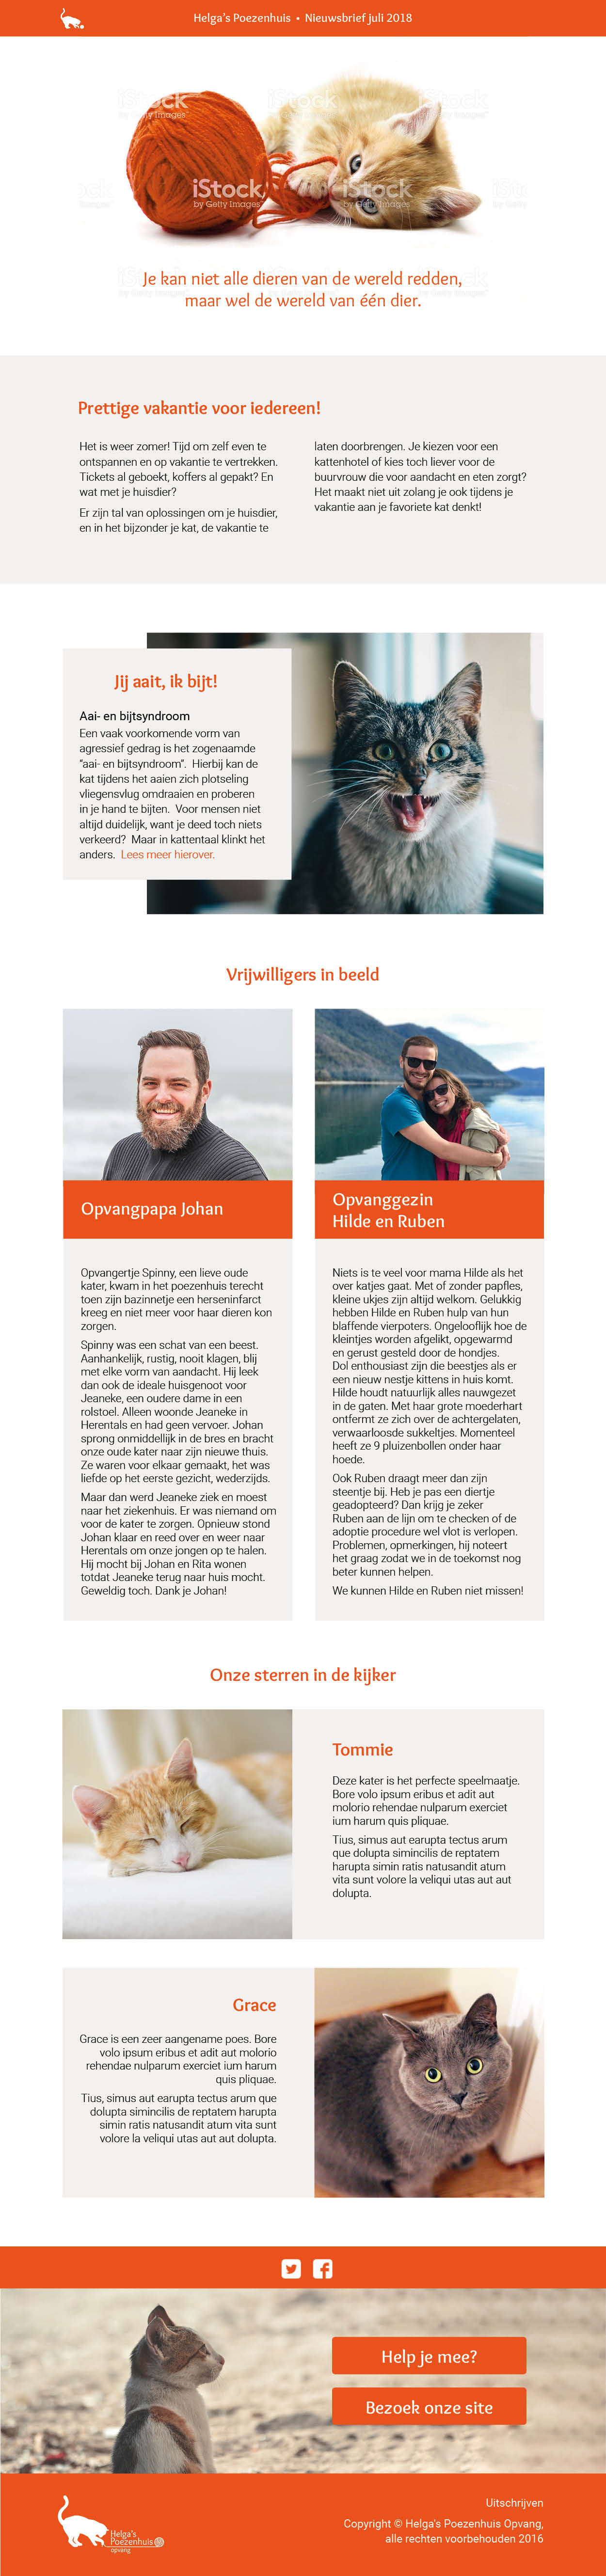 Helga's Poezenhuis • Nieuwsbrief juli 2018
iStock
by Getty Images™
iStock
by Getty Images
Je kan niet alle dieren van de wereld redden,
maar wel de wereld van één dier.
Prettige vakantie voor iedereen!
Het is weer zomer! Tijd om zelf even te
ontspannen en op vakantie te vertrekken.
Tickets al geboekt, koffers al gepakt? En
wat met je huisdier?
Er zijn tal van oplossingen om je huisdier,
en in het bijzonder je kat, de vakantie te
laten doorbrengen. Je kiezen voor een
kattenhotel of kies toch liever voor de
buurvrouw die voor aandacht en eten zorgt?
Het maakt niet uit zolang je ook tijdens je
vakantie aan je favoriete kat denkt!
Jij aait, ik bijt!
Aai- en bijtsyndroom
Een vaak voorkomende vorm van
agressief gedrag is het zogenaamde
“aai- en bijtsyndroom”. Hierbij kan de
kat tijdens het aaien zich plotseling
vliegensvlug omdraaien en proberen
in je hand te bijten. Voor mensen niet
altijd duidelijk, want je deed toch niets
verkeerd? Maar in kattentaal klinkt het
anders. Lees meer hierover.
Vrijwilligers in beeld
Opvangpapa Johan
Opvangertje Spinny, een lieve oude
kater, kwam in het poezenhuis terecht
toen zijn bazinnetje een herseninfarct
kreeg en niet meer voor haar dieren kon
zorgen.
Spinny was een schat van een beest.
Aanhankelijk, rustig, nooit klagen, blij
met elke vorm van aandacht. Hij leek
dan ook de ideale huisgenoot voor
Jeaneke, een oudere dame in een
rolstoel. Alleen woonde Jeaneke in
Herentals en had geen vervoer. Johan
sprong onmiddellijk in de bres en bracht
onze oude kater naar zijn nieuwe thuis.
Ze waren voor elkaar gemaakt, het was
liefde op het eerste gezicht, wederzijds.
Maar dan werd Jeaneke ziek en moest
naar het ziekenhuis. Er was niemand om
voor de kater te zorgen. Opnieuw stond
Johan klaar en reed over en weer naar
Herentals om onze jongen op te halen.
Hij mocht bij Johan en Rita wonen
totdat Jeaneke terug naar huis mocht.
Geweldig toch. Dank je Johan!
Opvanggezin
Hilde en Ruben
Niets is te veel voor mama Hilde als het
over katjes gaat. Met of zonder papfles,
kleine ukjes zijn altijd welkom. Gelukkig
hebben Hilde en Ruben hulp van hun
blaffende vierpoters. Ongelooflijk hoe de
kleintjes worden afgelikt, opgewarmd
en gerust gesteld door de hondjes.
Dol enthousiast zijn die beestjes als er
een nieuw nestje kittens in huis komt.
Hilde houdt natuurlijk alles nauwgezet
in de gaten. Met haar grote moederhart
ontfermt ze zich over de achtergelaten,
verwaarloosde sukkeltjes. Momenteel
heeft ze 9 pluizenbollen onder haar
hoede.
Ook Ruben draagt meer dan zijn
steentje bij. Heb je pas een diertje
geadopteerd? Dan krijg je zeker
Ruben aan de lijn om te checken of de
adoptie procedure wel vlot is verlopen.
Problemen, opmerkingen, hij noteert
het graag zodat we in de toekomst nog
beter kunnen helpen.
We kunnen Hilde en Ruben niet missen!
Onze sterren in de kijker
Tommie
Deze kater is het perfecte speelmaatje.
Bore volo ipsum eribus et adit aut
molorio rehendae nulparum exerciet
ium harum quis pliquae.
Tius, simus aut earupta tectus arum
que dolupta simincilis de reptatem
harupta simin ratis natusandit atum
vita sunt volore la veliqui utas aut aut
dolupta.
Grace
Grace is een zeer aangename poes. Bore
volo ipsum eribus et adit aut molorio
rehendae nulparum exerciet ium harum
quis pliquae.
Tius, simus aut earupta tectus arum que
dolupta simincilis de reptatem harupta
simin ratis natusandit atum vita sunt
volore la veliqui utas aut aut dolupta.
Help je mee?
Bezoek onze site
Helga's
Poezenhuis
opvang
Uitschrijven
Copyright © Helga's Poezenhuis Opvang,
alle rechten voorbehouden 2016